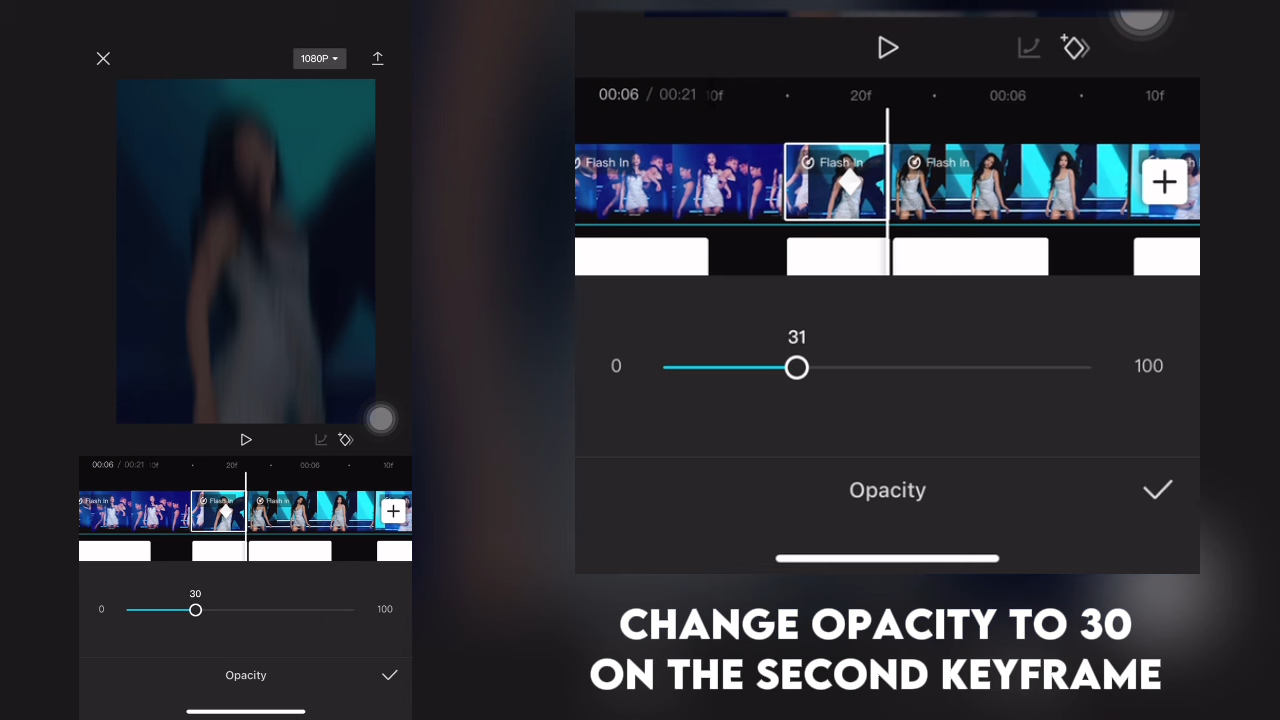 1080P
00:06 / 00:21 10f 20f 00:06 10f
Flash In Flash In Flash In
30
0 100
Opacity
00:06 / 00:21 10f 20f 00:06 10f
Flash In Flash In Flash In
31
0 100
Opacity
CHANGE OPACITY TO 30
ON THE SECOND KEYFRAME